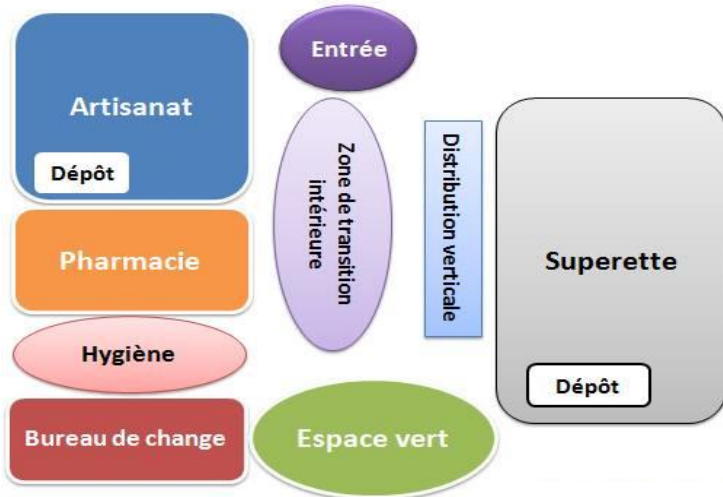 Entrée
Artisanat
Dépôt
Zone de transition
intérieure
Distribution verticale
Superette
Dépôt
Pharmacie
Hygiène
Bureau de change
Espace vert